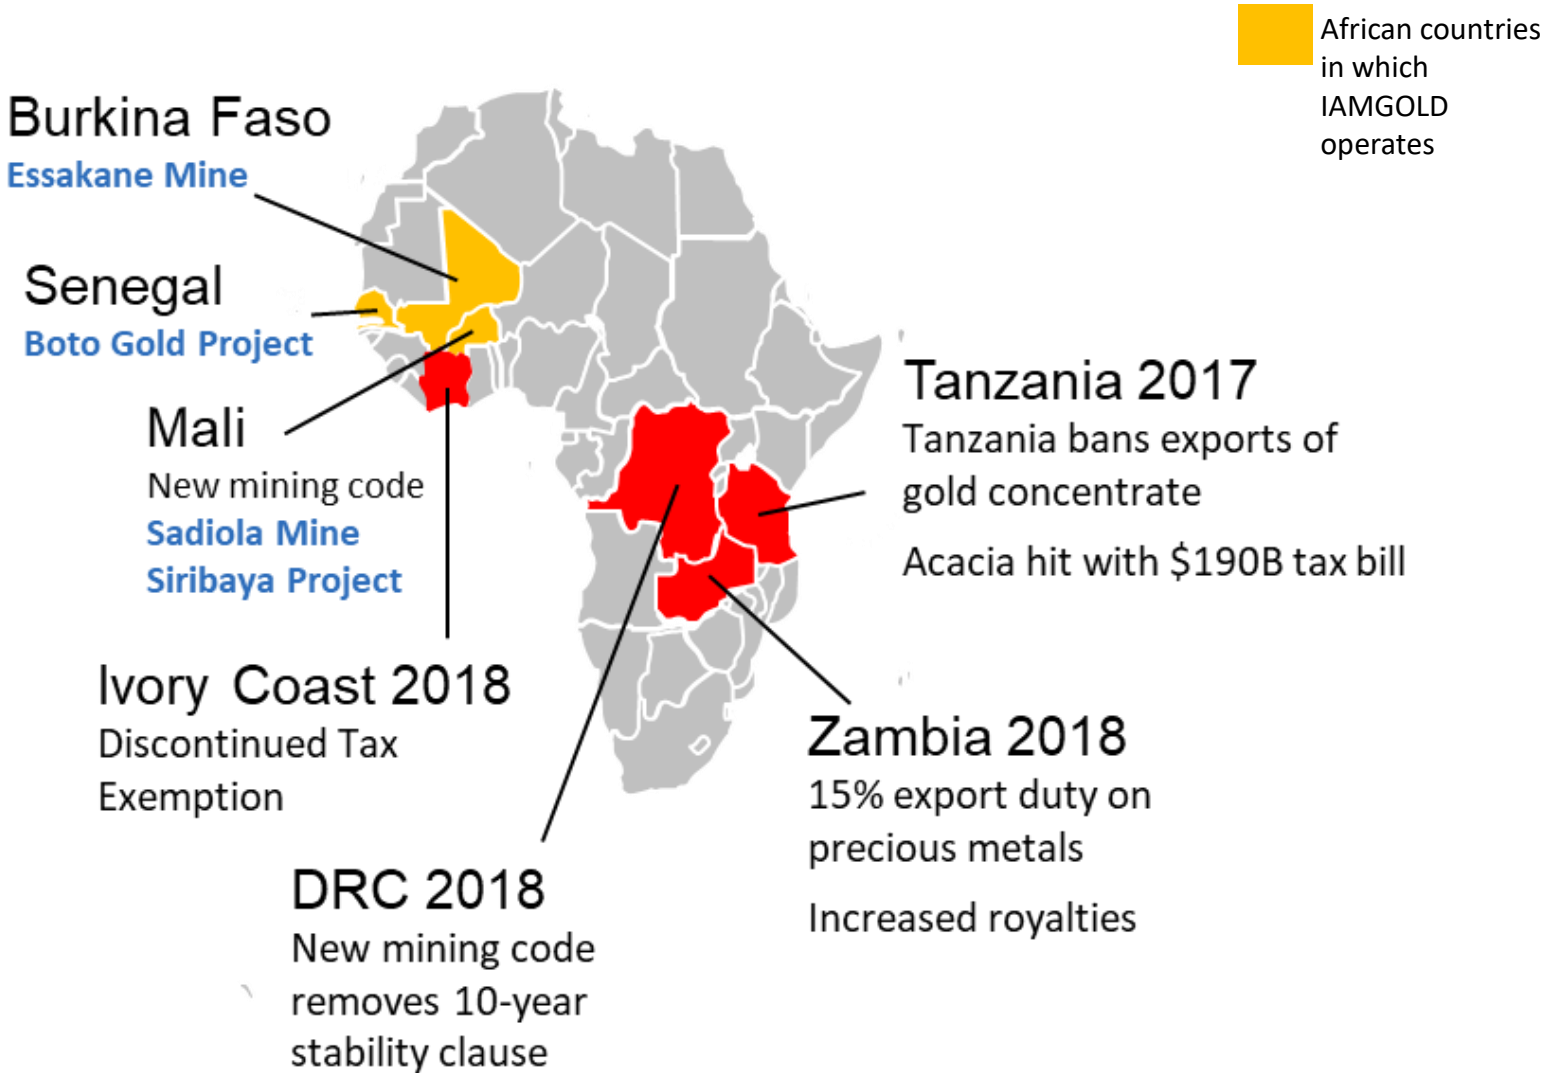 African countries
in which
IAMGOLD
operates
Burkina Faso
Essakane Mine
Senegal
Boto Gold Project
Mali
New mining code
Sadiola Mine
Siribaya Project
Ivory Coast 2018
Discontinued Tax
Exemption
DRC 2018
New mining code
removes 10-year
stability clause
Tanzania 2017
Tanzania bans exports of
gold concentrate
Acacia hit with $190B tax bill
Zambia 2018
15% export duty on
precious metals
Increased royalties